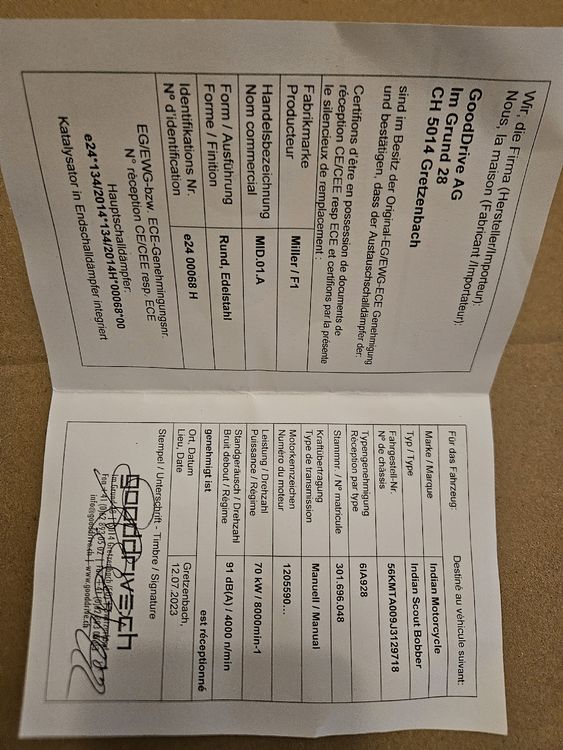 Wir, die Firma (Hersteller/Importeur):
Nous, la maison (Fabricant /Importateur):
GoodDrive AG
Im Grund 28
CH 5014 Gretzenbach
sind im Besitz der Original-EG/EWG-ECE Genehmigung
und bestätigen, dass der Austauschschalldämpfer der:
Certifions d'être en possession de documents de
réception CE/CEE resp ECE et certifions par la présente
le silencieux de remplacement :
Fabrikmarke Miller / F1
Producteur
Handelsbezeichnung MID.01.A
Nom commercial
Form / Ausführung Rund, Edelstahl
Forme / Finition
Identifikations Nr. e24 00068 H
N° d'identification
EG/EWG-bzw. ECE-Genehmigungsnr.
N° réception CE/CEE resp. ECE
Hauptschalldämpfer:
e24*134/2014*134/2014H*00068*00
Katalysator in Endschalldämpfer integriert
Für das Fahrzeug: Destiné au véhicule suivant:
Marke / Marque Indian Motorcycle
Typ / Type Indian Scout Bobber
Fahrgestell-Nr. 56KMTA009J3129718
N° de châssis
Typengenehmigung 6IA928
Réception par type
Stammnr. / N° matricule 301.696.048
Kraftübertragung Manuell / Manual
Type de transmission
Motorkennzeichen 1205590...
Numéro du moteur
Leistung / Drehzahl 70 kW / 8000min-1
Puissance / Régime
Standgeräusch / Drehzahl 91 dB(A) / 4000 n/min
Bruit debout / Régime
genehmigt ist est réceptionné
Ort, Datum Gretzenbach,
Lieu, Date 12.07.2023
Stempel / Unterschrift - Timbre / Signature
gooddrive.ch
info@gooddrive.ch | www.gooddrive.ch